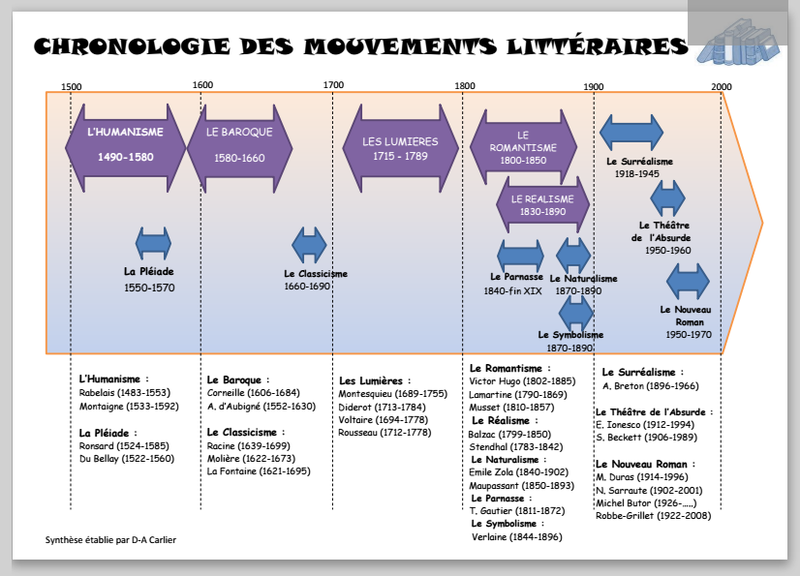 CHRONOLOGIE DES MOUVEMENTS LITTÉRAIRES
1500
1600
1700
1800
1900
2000
L'HUMANISME
1490-1580
LE BAROQUE
1580-1660
LES LUMIERES
1715 - 1789
LE
ROMANTISME
1800-1850
LE REALISME
1830-1890
Le Surréalisme
1918-1945
Le Théâtre
de l'Absurde
1950-1960
La Pléiade
1550-1570
Le Classicisme
1660-1690
Le Parnasse
1840-fin XIX
Le Naturalisme
1870-1890
Le Nouveau
Roman
1950-1970
Le Symbolisme
1870-1890
L'Humanisme :
Rabelais (1483-1553)
Montaigne (1533-1592)
La Pléiade :
Ronsard (1524-1585)
Du Bellay (1522-1560)
Le Baroque :
Corneille (1606-1684)
A. d'Aubigné (1552-1630)
Le Classicisme :
Racine (1639-1699)
Molière (1622-1673)
La Fontaine (1621-1695)
Les Lumières :
Montesquieu (1689-1755)
Diderot (1713-1784)
Voltaire (1694-1778)
Rousseau (1712-1778)
Le Romantisme :
Victor Hugo (1802-1885)
Lamartine (1790-1869)
Musset (1810-1857)
Le Réalisme :
Balzac (1799-1850)
Stendhal (1783-1842)
Le Naturalisme :
Emile Zola (1840-1902)
Maupassant (1850-1893)
Le Parnasse :
T. Gautier (1811-1872)
Le Symbolisme :
Verlaine (1844-1896)
Le Surréalisme :
A. Breton (1896-1966)
Le Théâtre de l'Absurde :
E. Ionesco (1912-1994)
S. Beckett (1906-1989)
Le Nouveau Roman :
M. Duras (1914-1996)
N. Sarraute (1902-2001)
Michel Butor (1926-.....)
Robbe-Grillet (1922-2008)
Synthèse établie par D-A Carlier